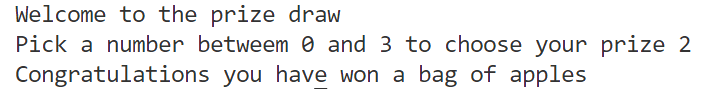 Welcome to the prize draw
Pick a number betweem 0 and 3 to choose your prize 2
Congratulations you have won a bag of apples